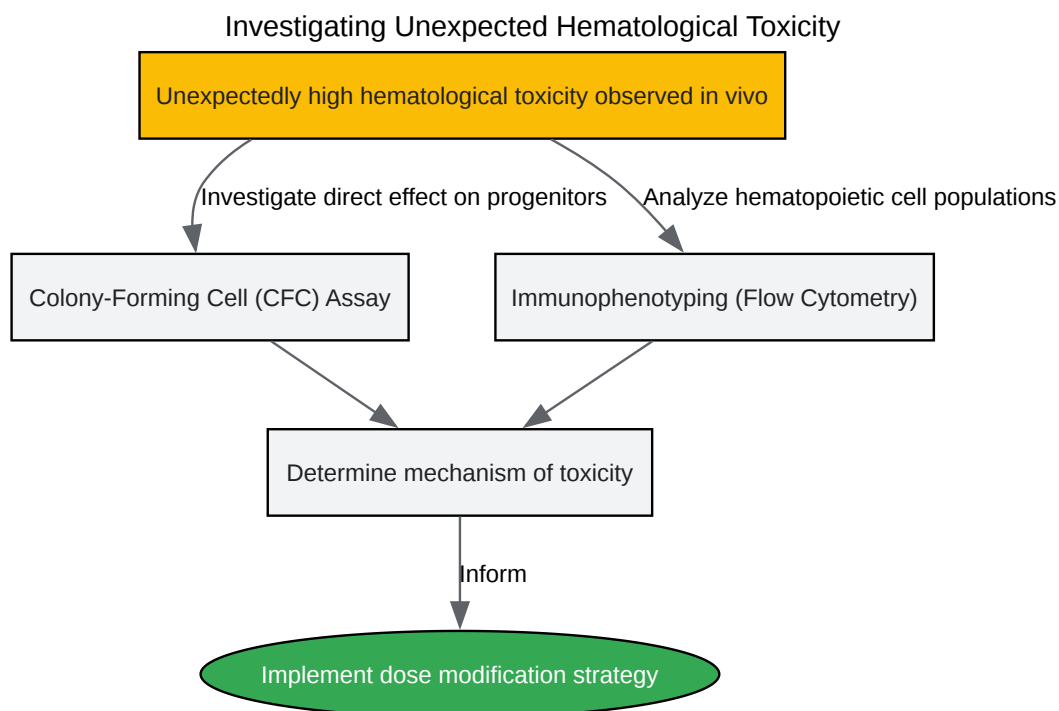 Investigating Unexpected Hematological Toxicity
Unexpectedly high hematological toxicity observed in vivo
Investigate direct effect on progenitors
Analyze hematopoietic cell populations
Colony-Forming Cell (CFC) Assay
Immunophenotyping (Flow Cytometry)
Determine mechanism of toxicity
Inform
Implement dose modification strategy